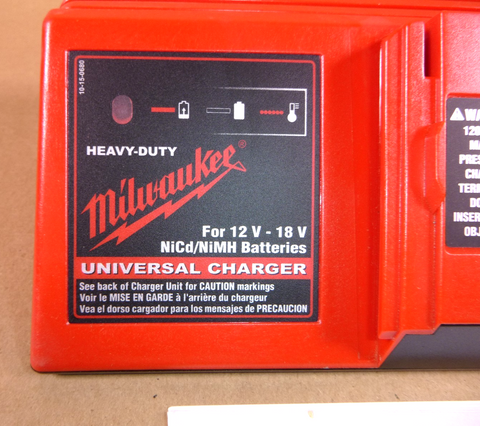 10-15-0680
HEAVY-DUTY
Milwaukee
For 12 V - 18 V
NiCd/NiMH Batteries
UNIVERSAL CHARGER
See back of Charger Unit for CAUTION markings
Voir le MISE EN GARDE à l'arrière du chargeur
Vea el dorso cargador para los mensajes de PRECAUCION
DO